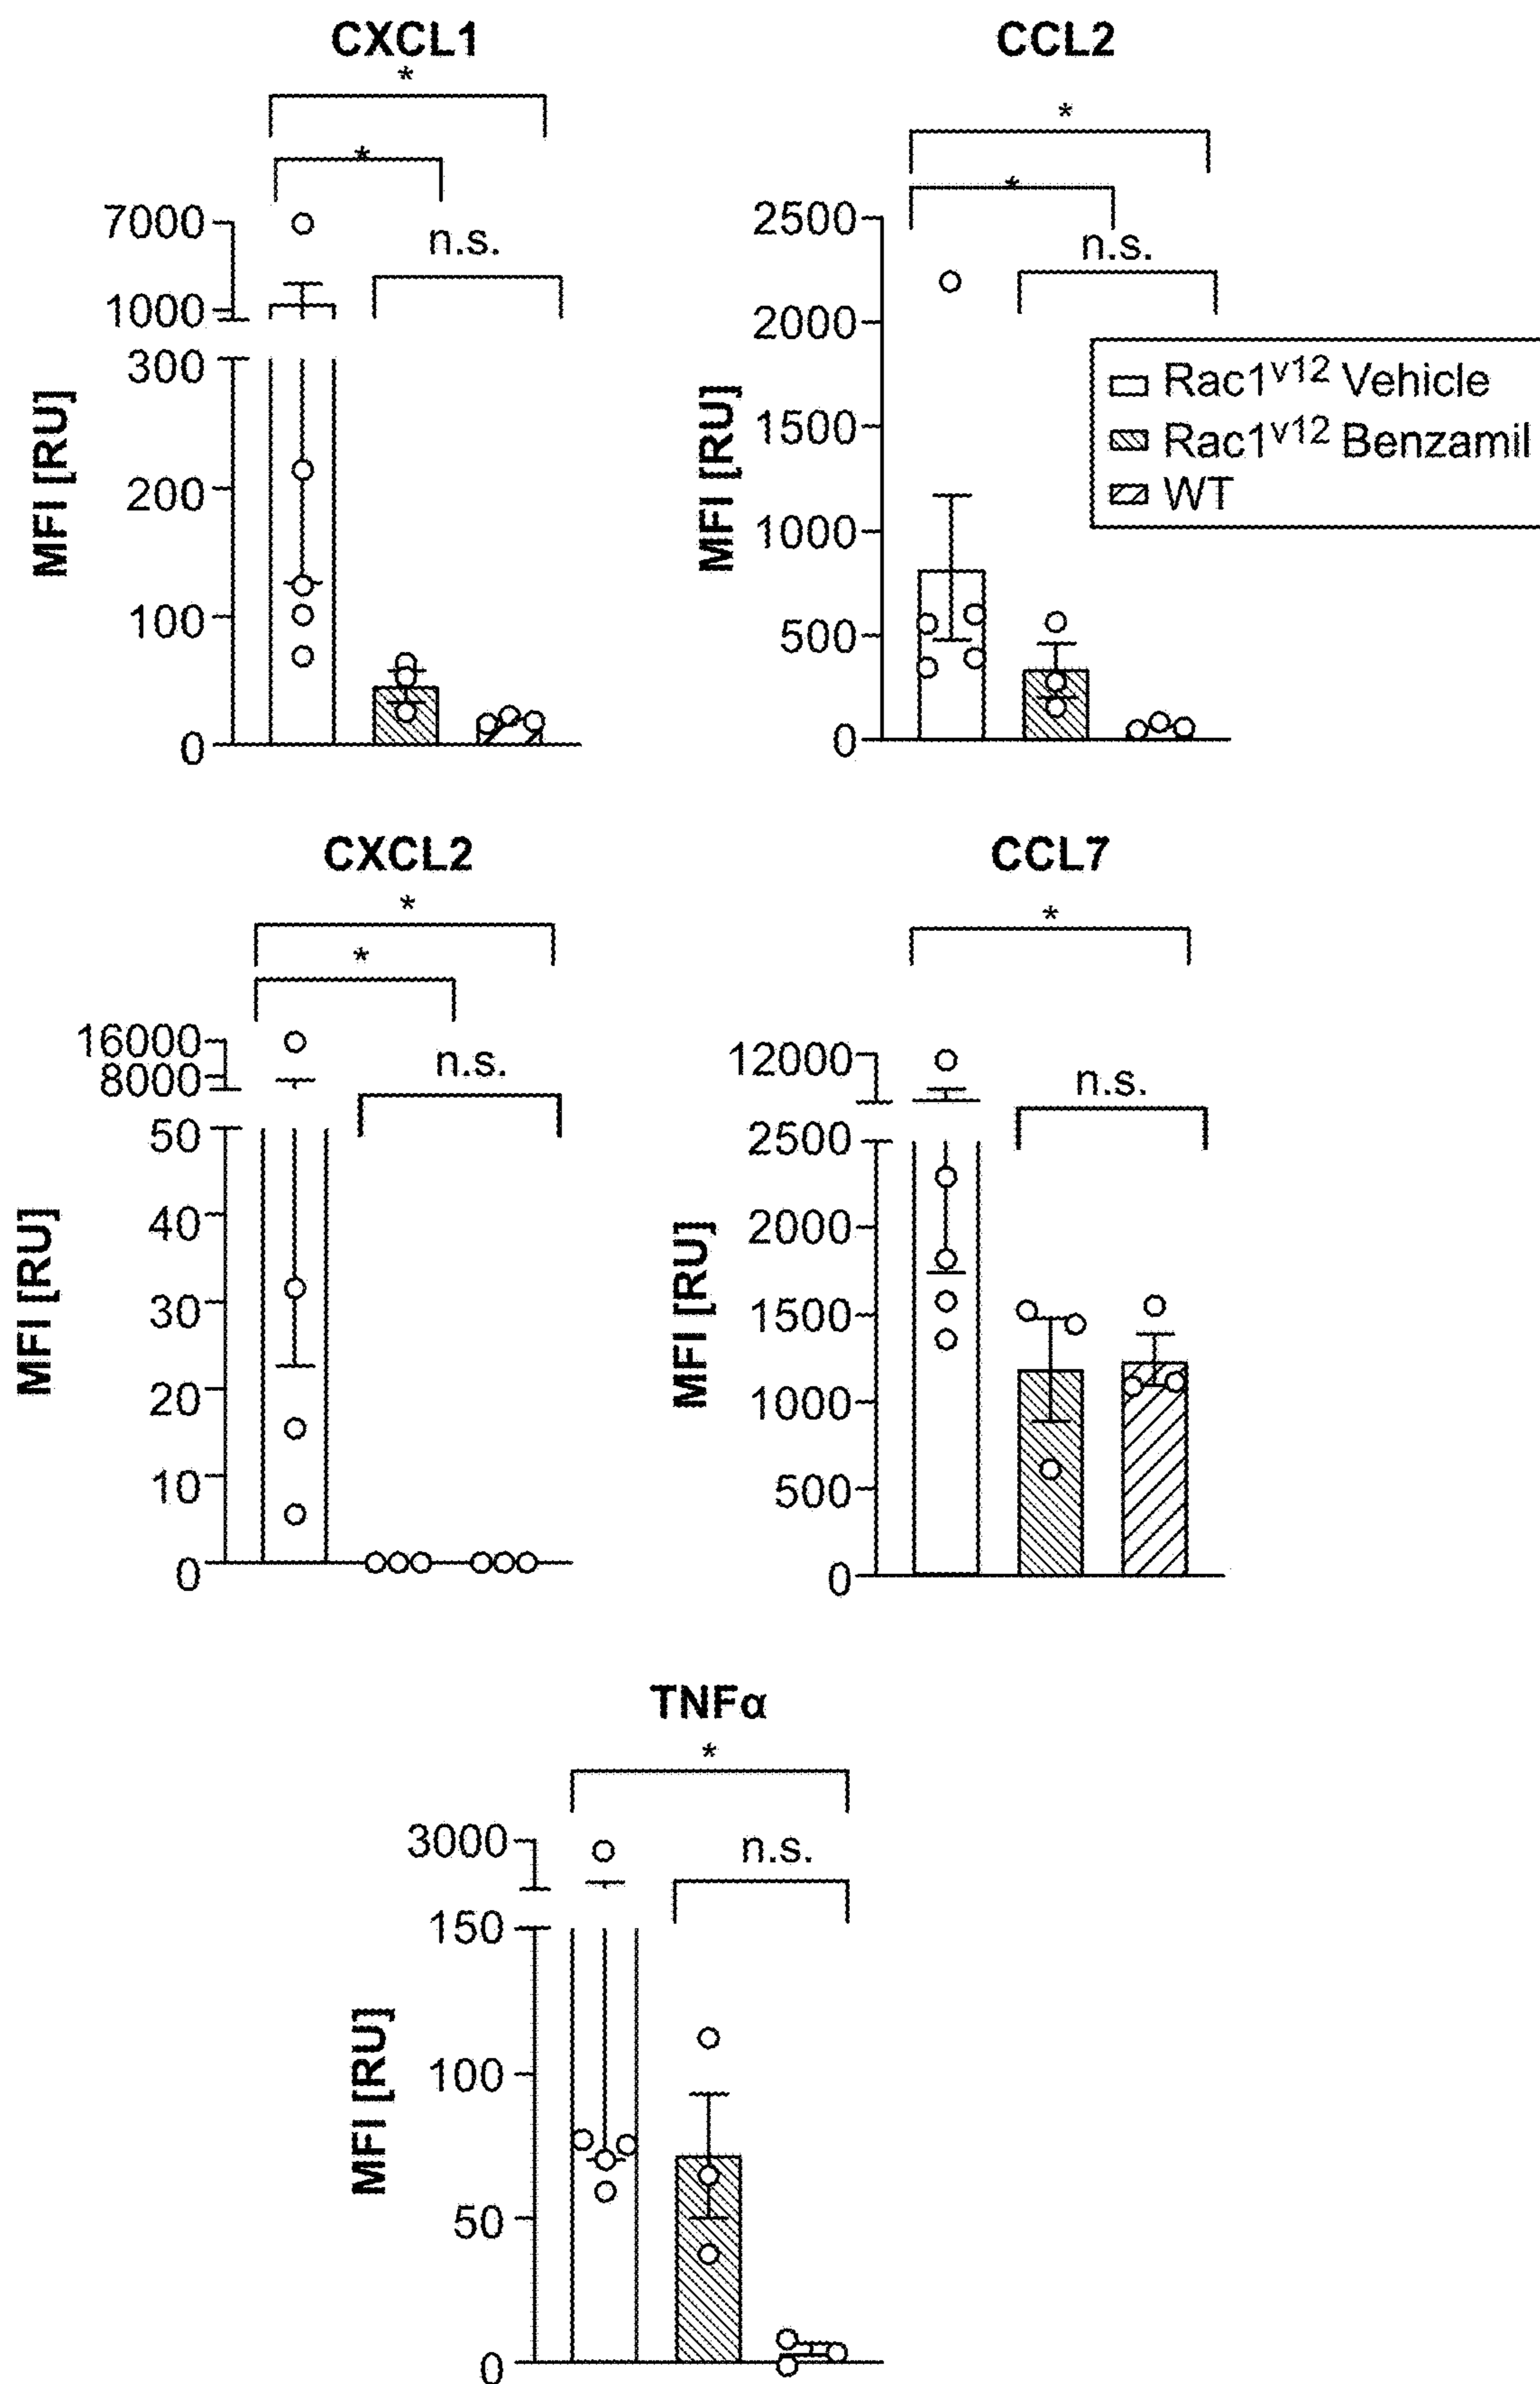 CXCL1
*
*
n.s.
7000
1000
300
200
100
0
MFI [RU]
CCL2
*
*
n.s.
2500
2000
1500
1000
500
0
MFI [RU]
Rac1v12 Vehicle
Rac1v12 Benzamil
WT
CXCL2
*
*
n.s.
16000
8000
50
40
30
20
10
0
MFI [RU]
CCL7
*
n.s.
12000
2500
2000
1500
1000
500
0
MFI [RU]
TNFα
*
n.s.
3000
150
100
50
0
MFI [RU]